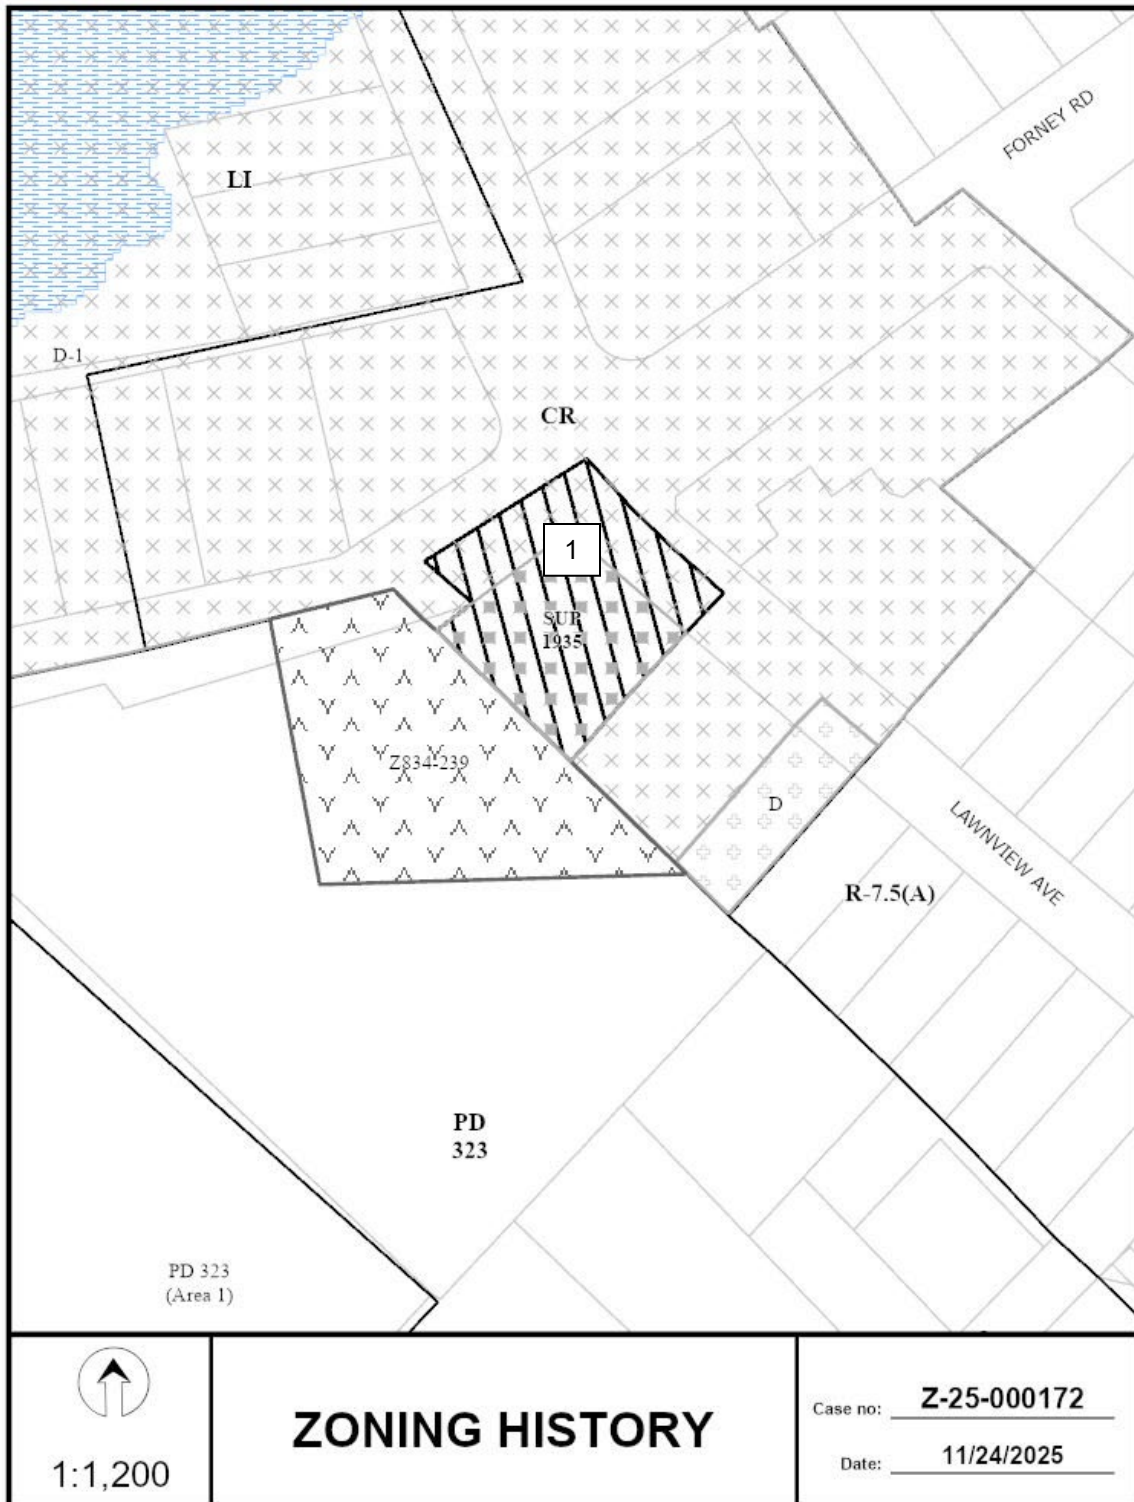 FORNEY RD
LI
D-1
CR
1
SUP
1935
Z834-239
D
LAWNVIEW AVE
R-7.5(A)
PD
323
PD 323
(Area 1)
1:1,200
ZONING HISTORY
Case no: Z-25-000172
Date: 11/24/2025